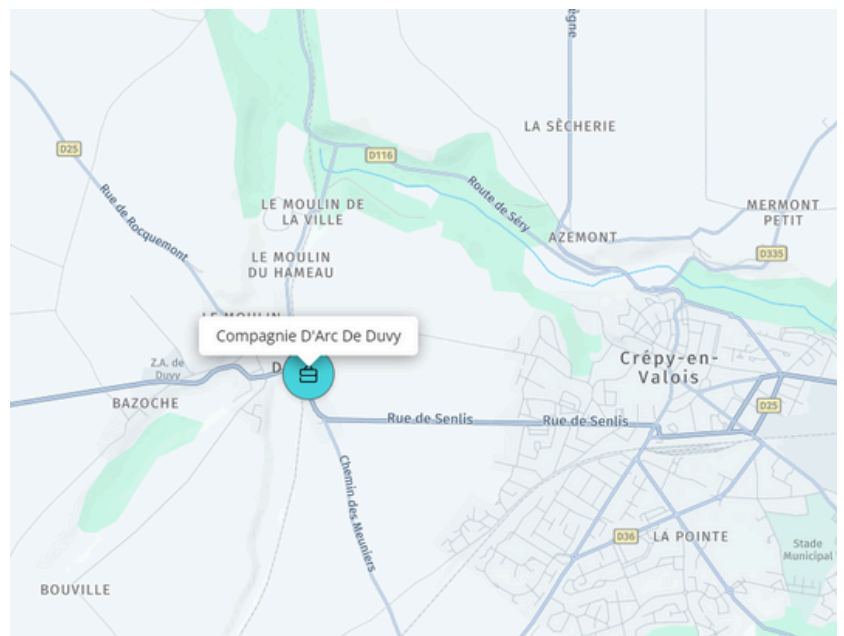 LA SÈCHERIE
D25
D116
Rue de Rocquemont
Route de Séry
LE MOULIN DE
LA VILLE
MERMONT
PETIT
AZEMONT
D335
LE MOULIN
DU HAMEAU
LE MOULIN
Compagnie D'Arc De Duvy
Z.A. de
Duvy
Crêpy-en-
Valois
BAZOCHE
D25
Rue de Senlis
Rue de Senlis
Chemin des Meuniers
D36
LA POINTE
Stade
Municipal
BOUVILLE